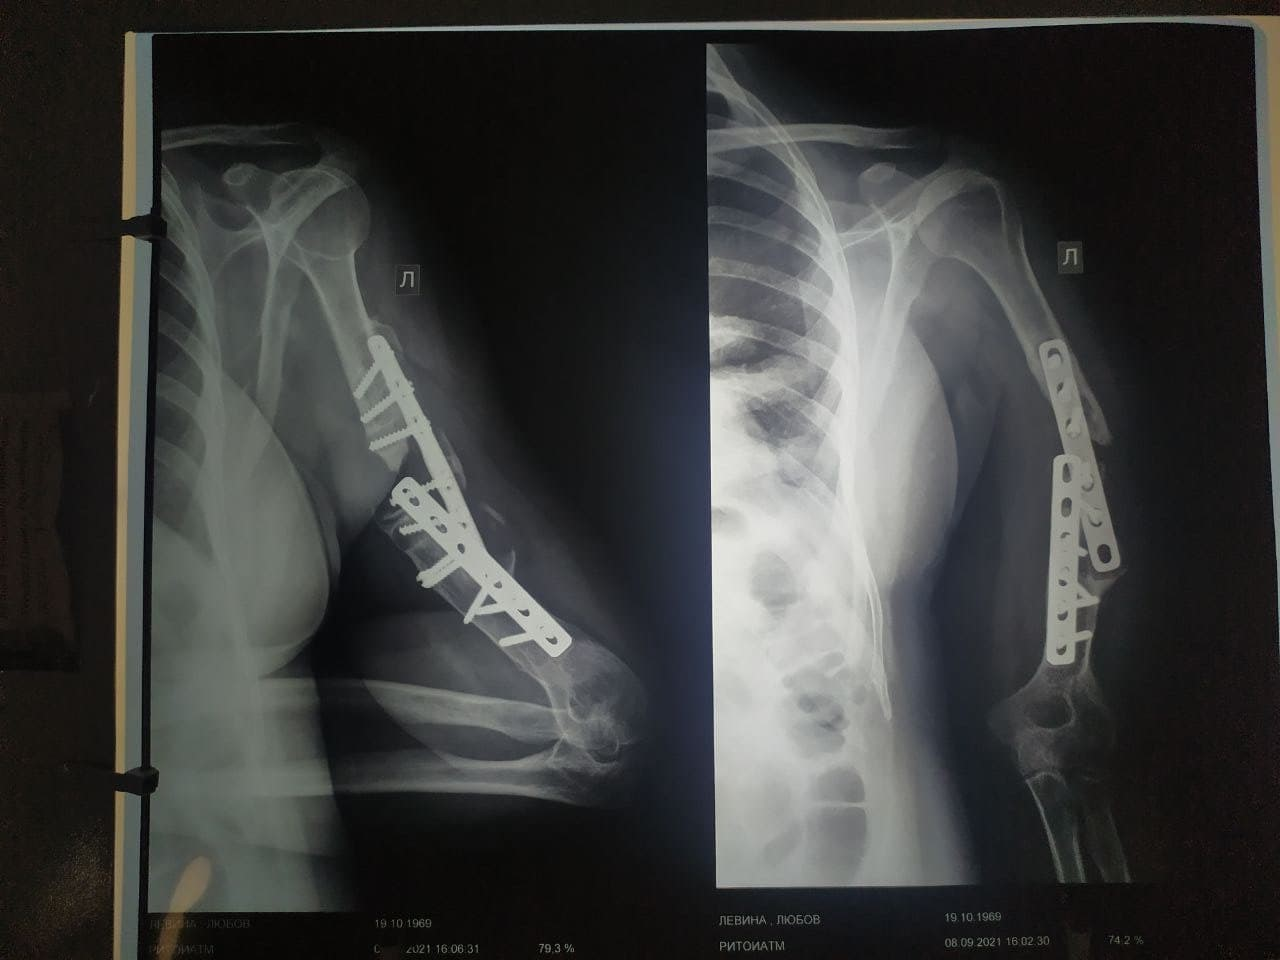 Л
Л
ЛЕВИНА , ЛЮБОВ
19.10.1969
РИТОИАТМ
2021 16:06:31
79,3 %
ЛЕВИНА , ЛЮБОВ
19.10.1969
РИТОИАТМ
08.09.2021 16.02.30
74,2 %